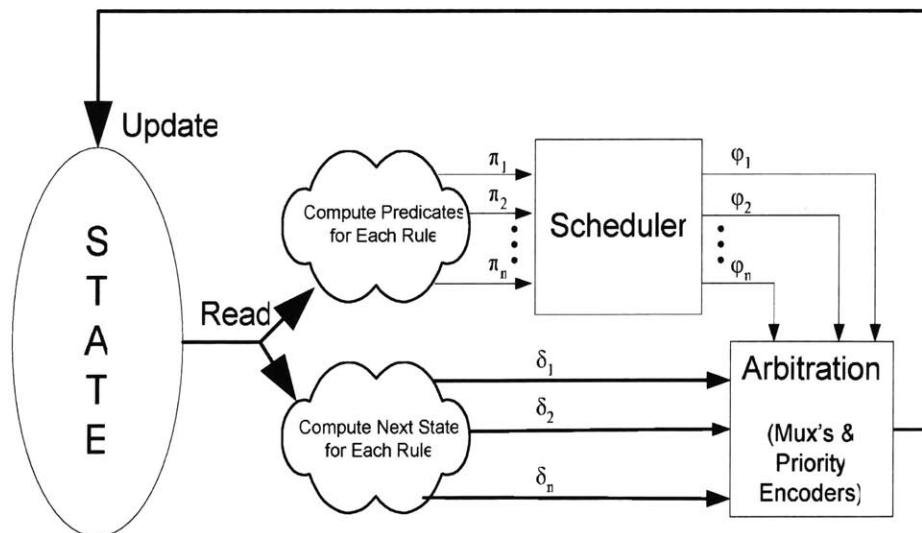 Update
STATE
Read
Compute Predicates
for Each Rule
π1
π2
πn
Scheduler
φ1
φ2
φn
Compute Next State
for Each Rule
δ1
δ2
δn
Arbitration
(Mux's &
Priority
Encoders)